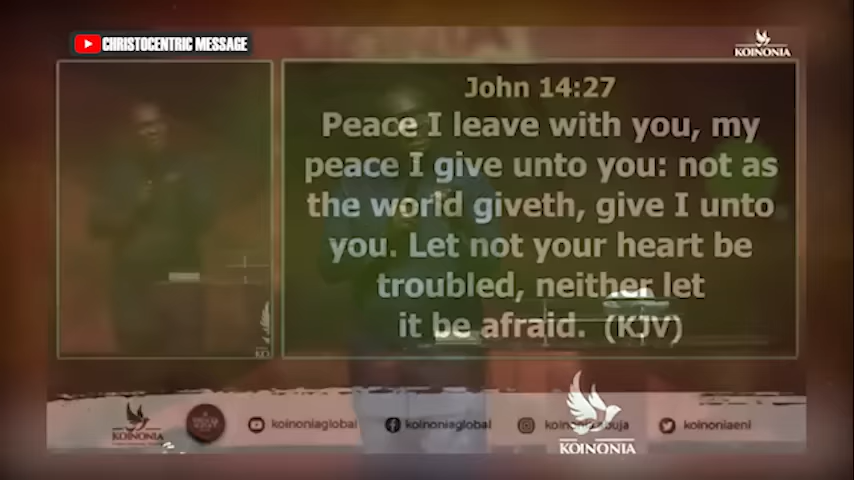 CHRISTOCENTRIC MESSAGE
KOINONIA
John 14:27
Peace I leave with you, my
peace I give unto you: not as
the world giveth, give I unto
you. Let not your heart be
troubled, neither let
it be afraid. (KJV)
KO
KOINONIA
koinoniaglobal
koinoniaglobal
koinoniaeni
KOINONIA